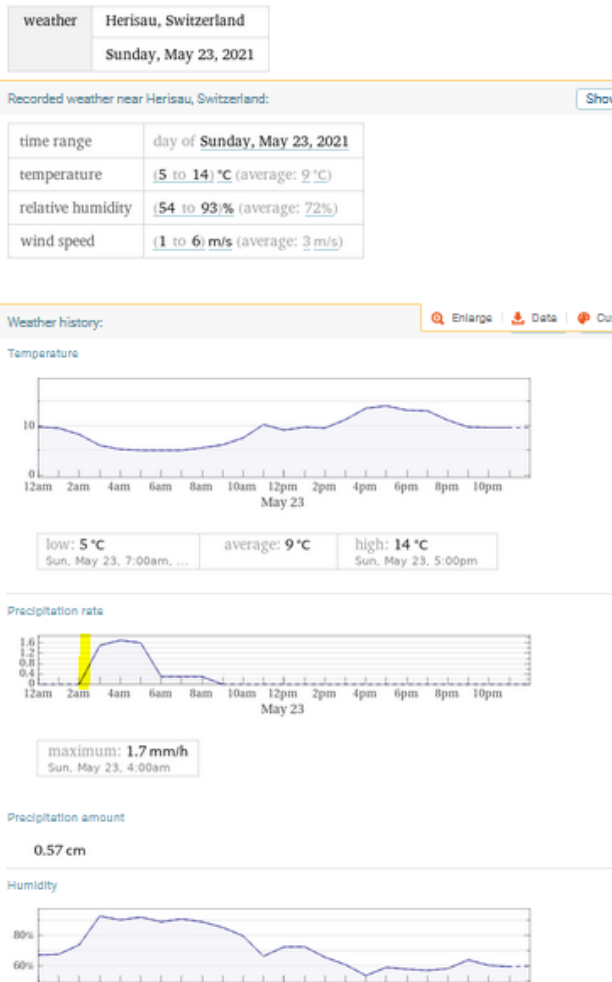 weather Herisau, Switzerland
Sunday, May 23, 2021
Recorded weather near Herisau, Switzerland:
Show
time range day of Sunday, May 23, 2021
temperature (5 to 14) °C (average: 9 °C)
relative humidity (54 to 93)% (average: 72%)
wind speed (1 to 6) m/s (average: 3 m/s)
Weather history:
Enlarge Data Cu
Temperature
10
0
12am 2am 4am 6am 8am 10am 12pm 2pm 4pm 6pm 8pm 10pm
May 23
low: 5 °C average: 9 °C high: 14 °C
Sun, May 23, 7:00am, ... Sun, May 23, 5:00pm
Precipitation rate
1.6
1.2
0.8
0.4
0
12am 2am 4am 6am 8am 10am 12pm 2pm 4pm 6pm 8pm 10pm
May 23
maximum: 1.7 mm/h
Sun, May 23, 4:00am
Precipitation amount
0.57 cm
Humidity
80%
60%